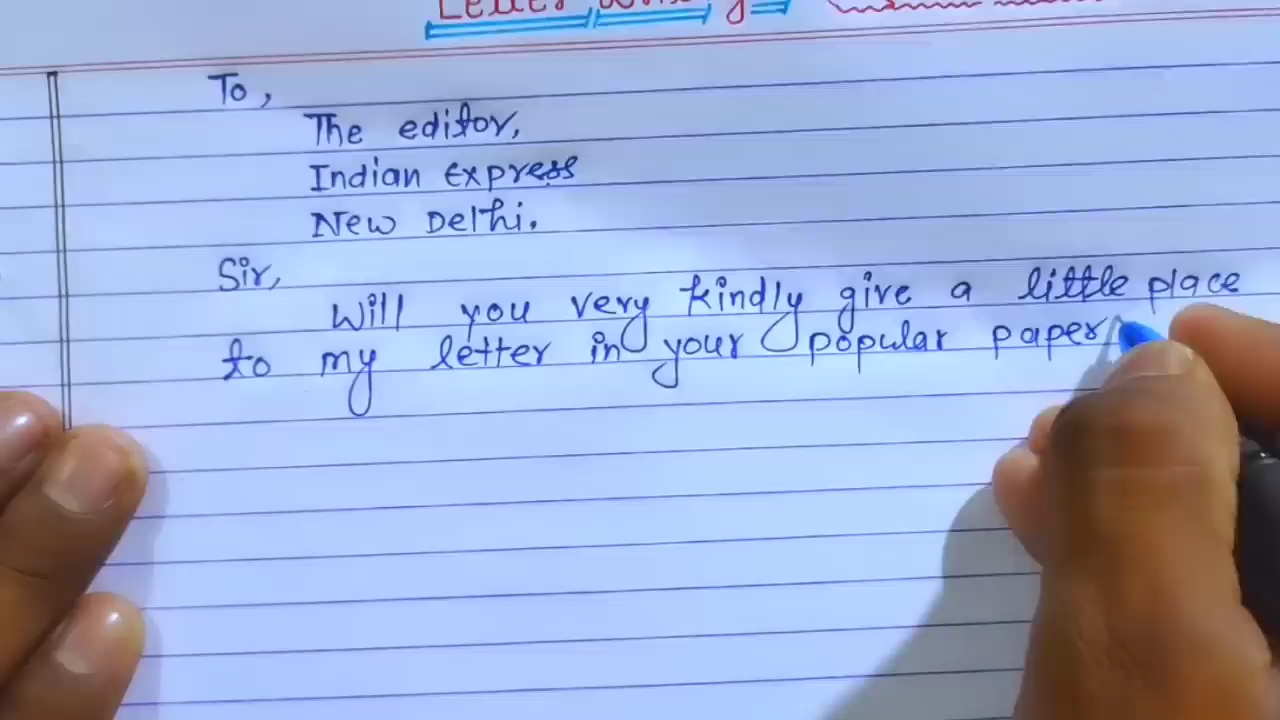 Letter
To,
The editor,
Indian Express
New Delhi.
Sir,
Will you very kindly give a little place
to my letter in your popular paper